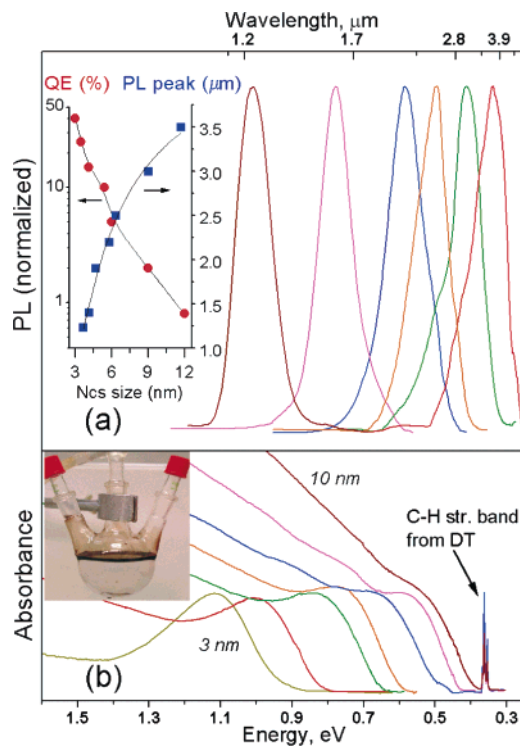 Wavelength, μm
1.2 1.7 2.8 3.9
QE (%) PL peak (μm)
50
10
1
3.5
3.0
2.5
2.0
1.5
1.0
3 6 9 12
Ncs size (nm)
PL (normalized)
(a)
10 nm
C-H str. band
from DT
3 nm
(b)
Absorbance
1.5 1.3 1.1 0.9 0.7 0.5 0.3
Energy, eV